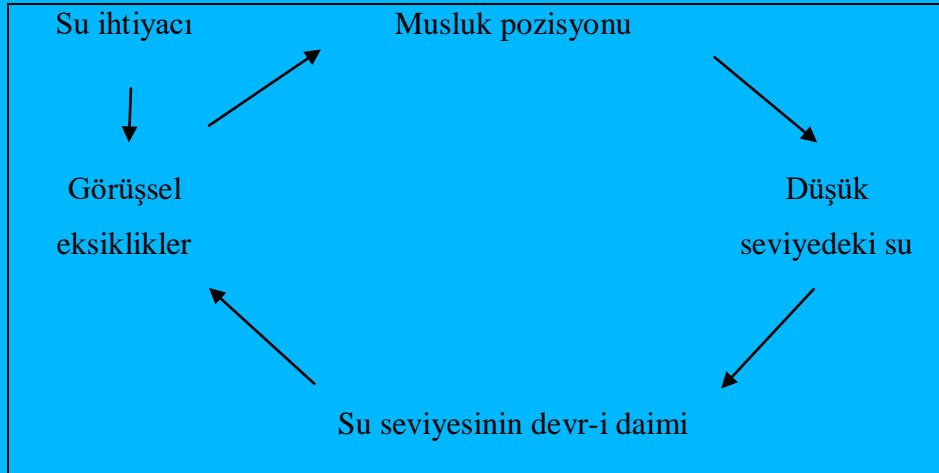 Su ihtiyacı
Musluk pozisyonu
Görüşsel
eksiklikler
Düşük
seviyedeki su
Su seviyesinin devr-i daimi